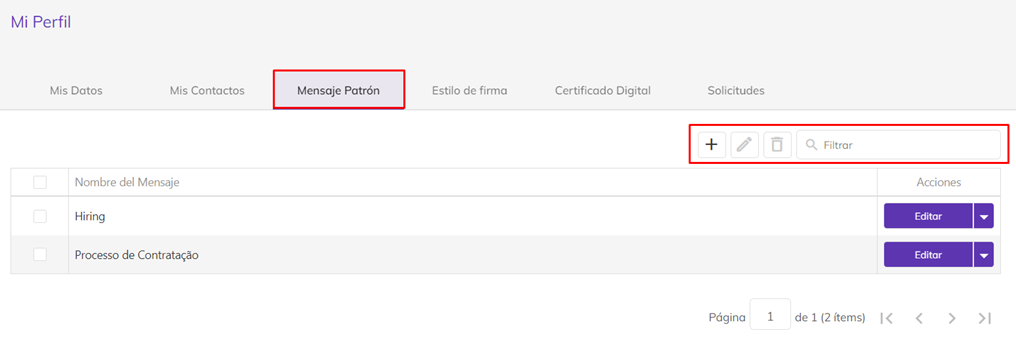 Mi Perfil
Mis Datos Mis Contactos Mensaje Patrón Estilo de firma Certificado Digital Solicitudes
Filtrar
Nombre del Mensaje Acciones
Hiring Editar
Processo de Contratação Editar
Página 1 de 1 (2 ítems)